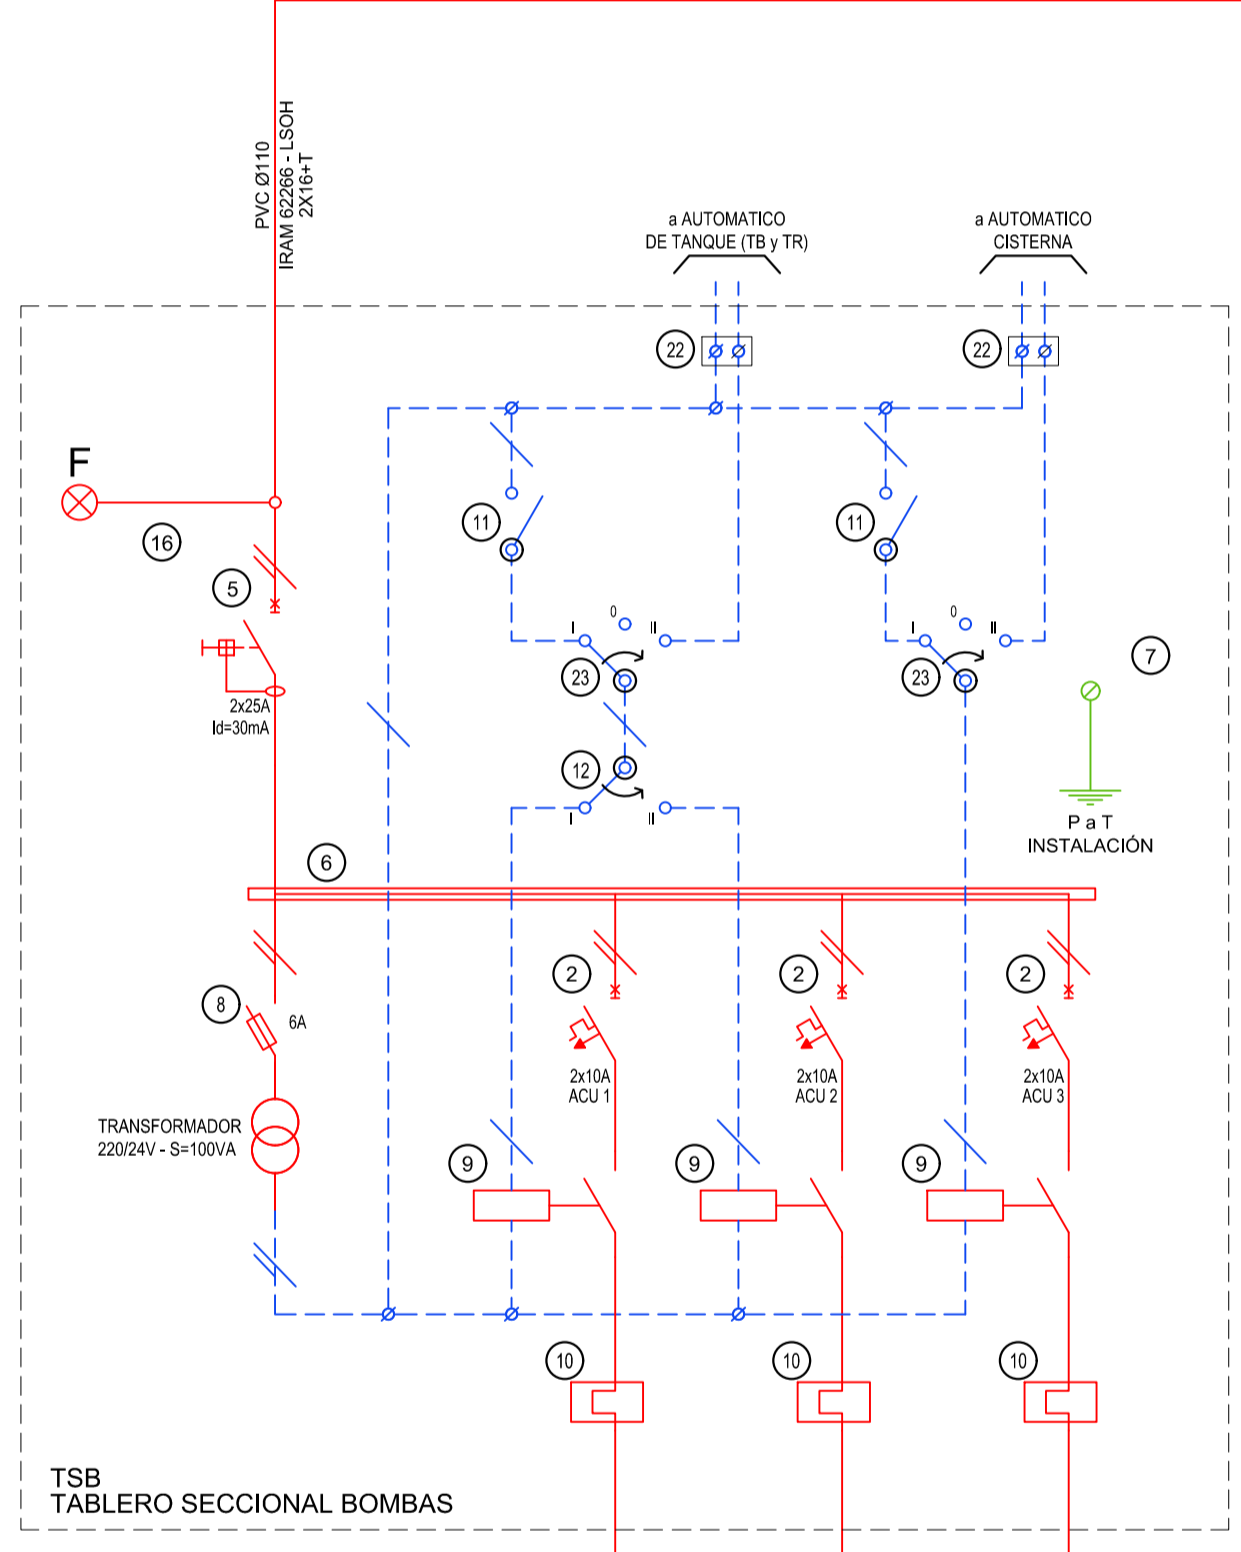 PVC Ø110
IRAM 62266 - LSOH
2X16+T
a AUTOMATICO
DE TANQUE (TB y TR)
a AUTOMATICO
CISTERNA
22
22
F
16
5
11
11
2x25A
Id=30mA
I
0
II
23
I
0
II
23
7
12
I
II
P a T
INSTALACIÓN
6
8
6A
2
2
2
2x10A
ACU 1
2x10A
ACU 2
2x10A
ACU 3
TRANSFORMADOR
220/24V - S=100VA
9
9
9
10
10
10
TSB
TABLERO SECCIONAL BOMBAS